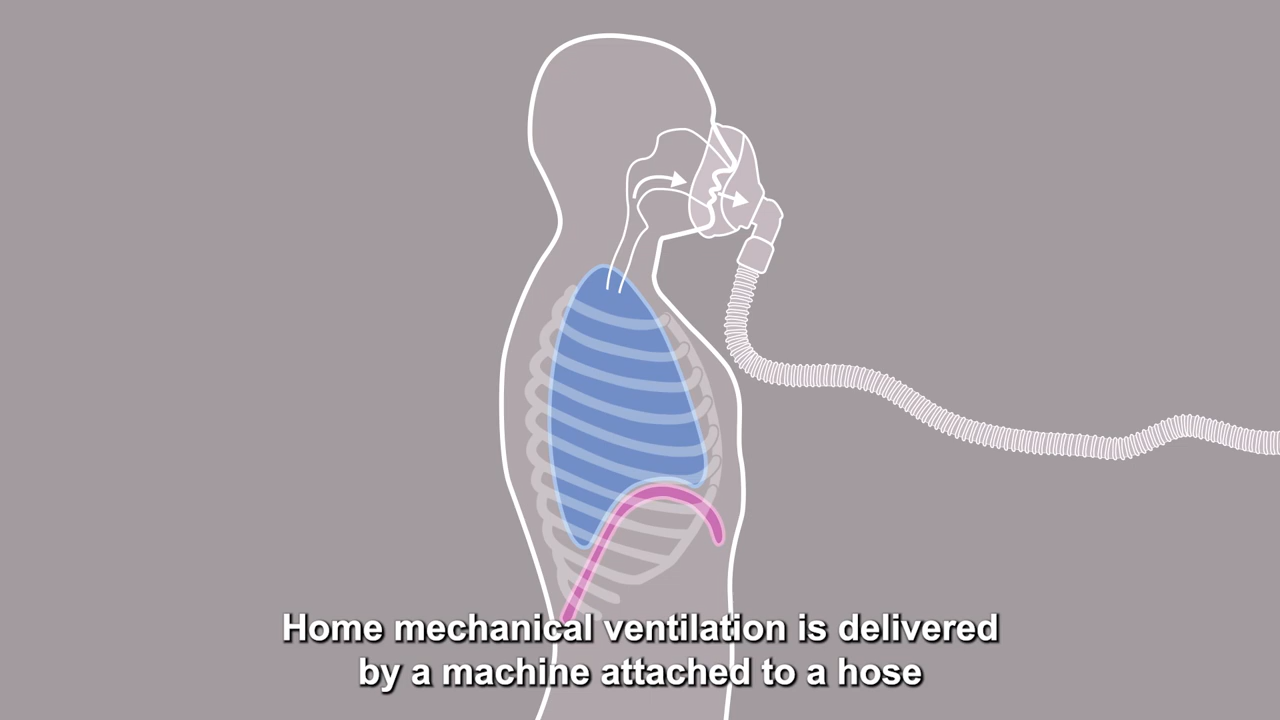 Home mechanical ventilation is delivered
by a machine attached to a hose